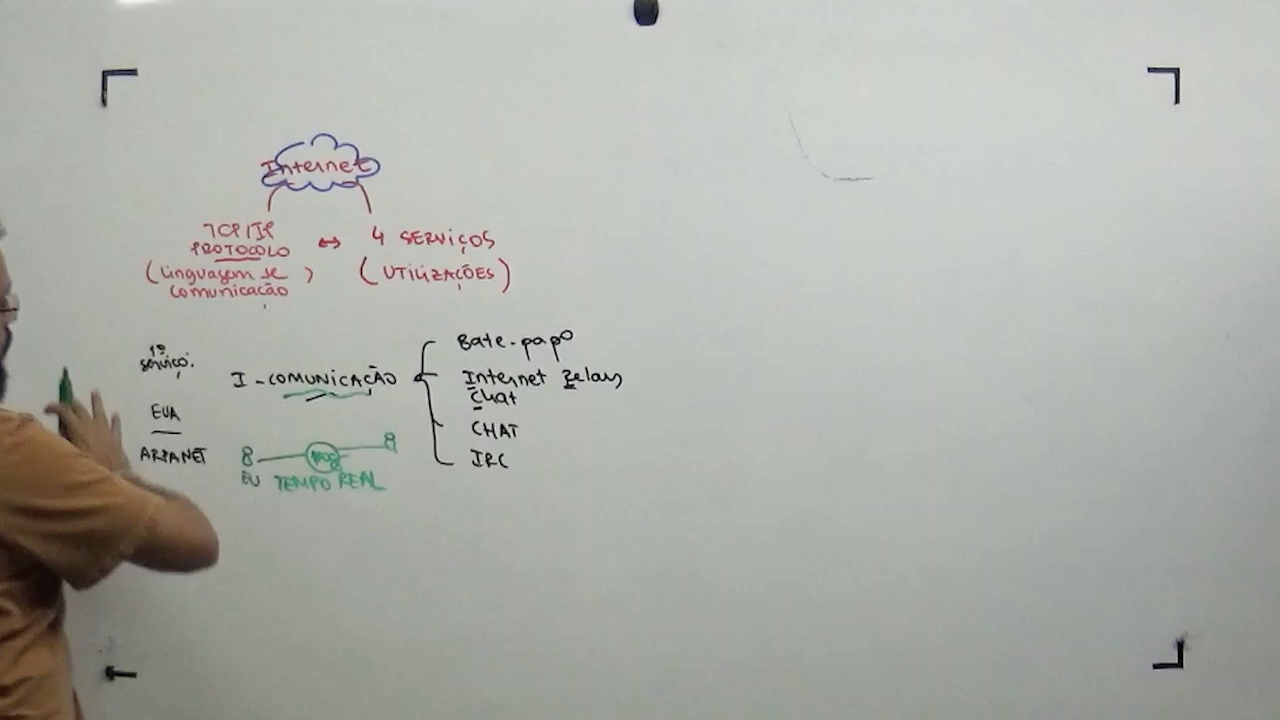 Internet
TCP/IP
PROTOCOLO
(Linguagem de
comunicação)
↔
4 SERVIÇOS
(UTILIZAÇÕES)
1º
serviço.
EUA
ARPANET
I - COMUNICAÇÃO
EU
TEMPO REAL
Bate-papo
Internet Relay
Chat
CHAT
IRC